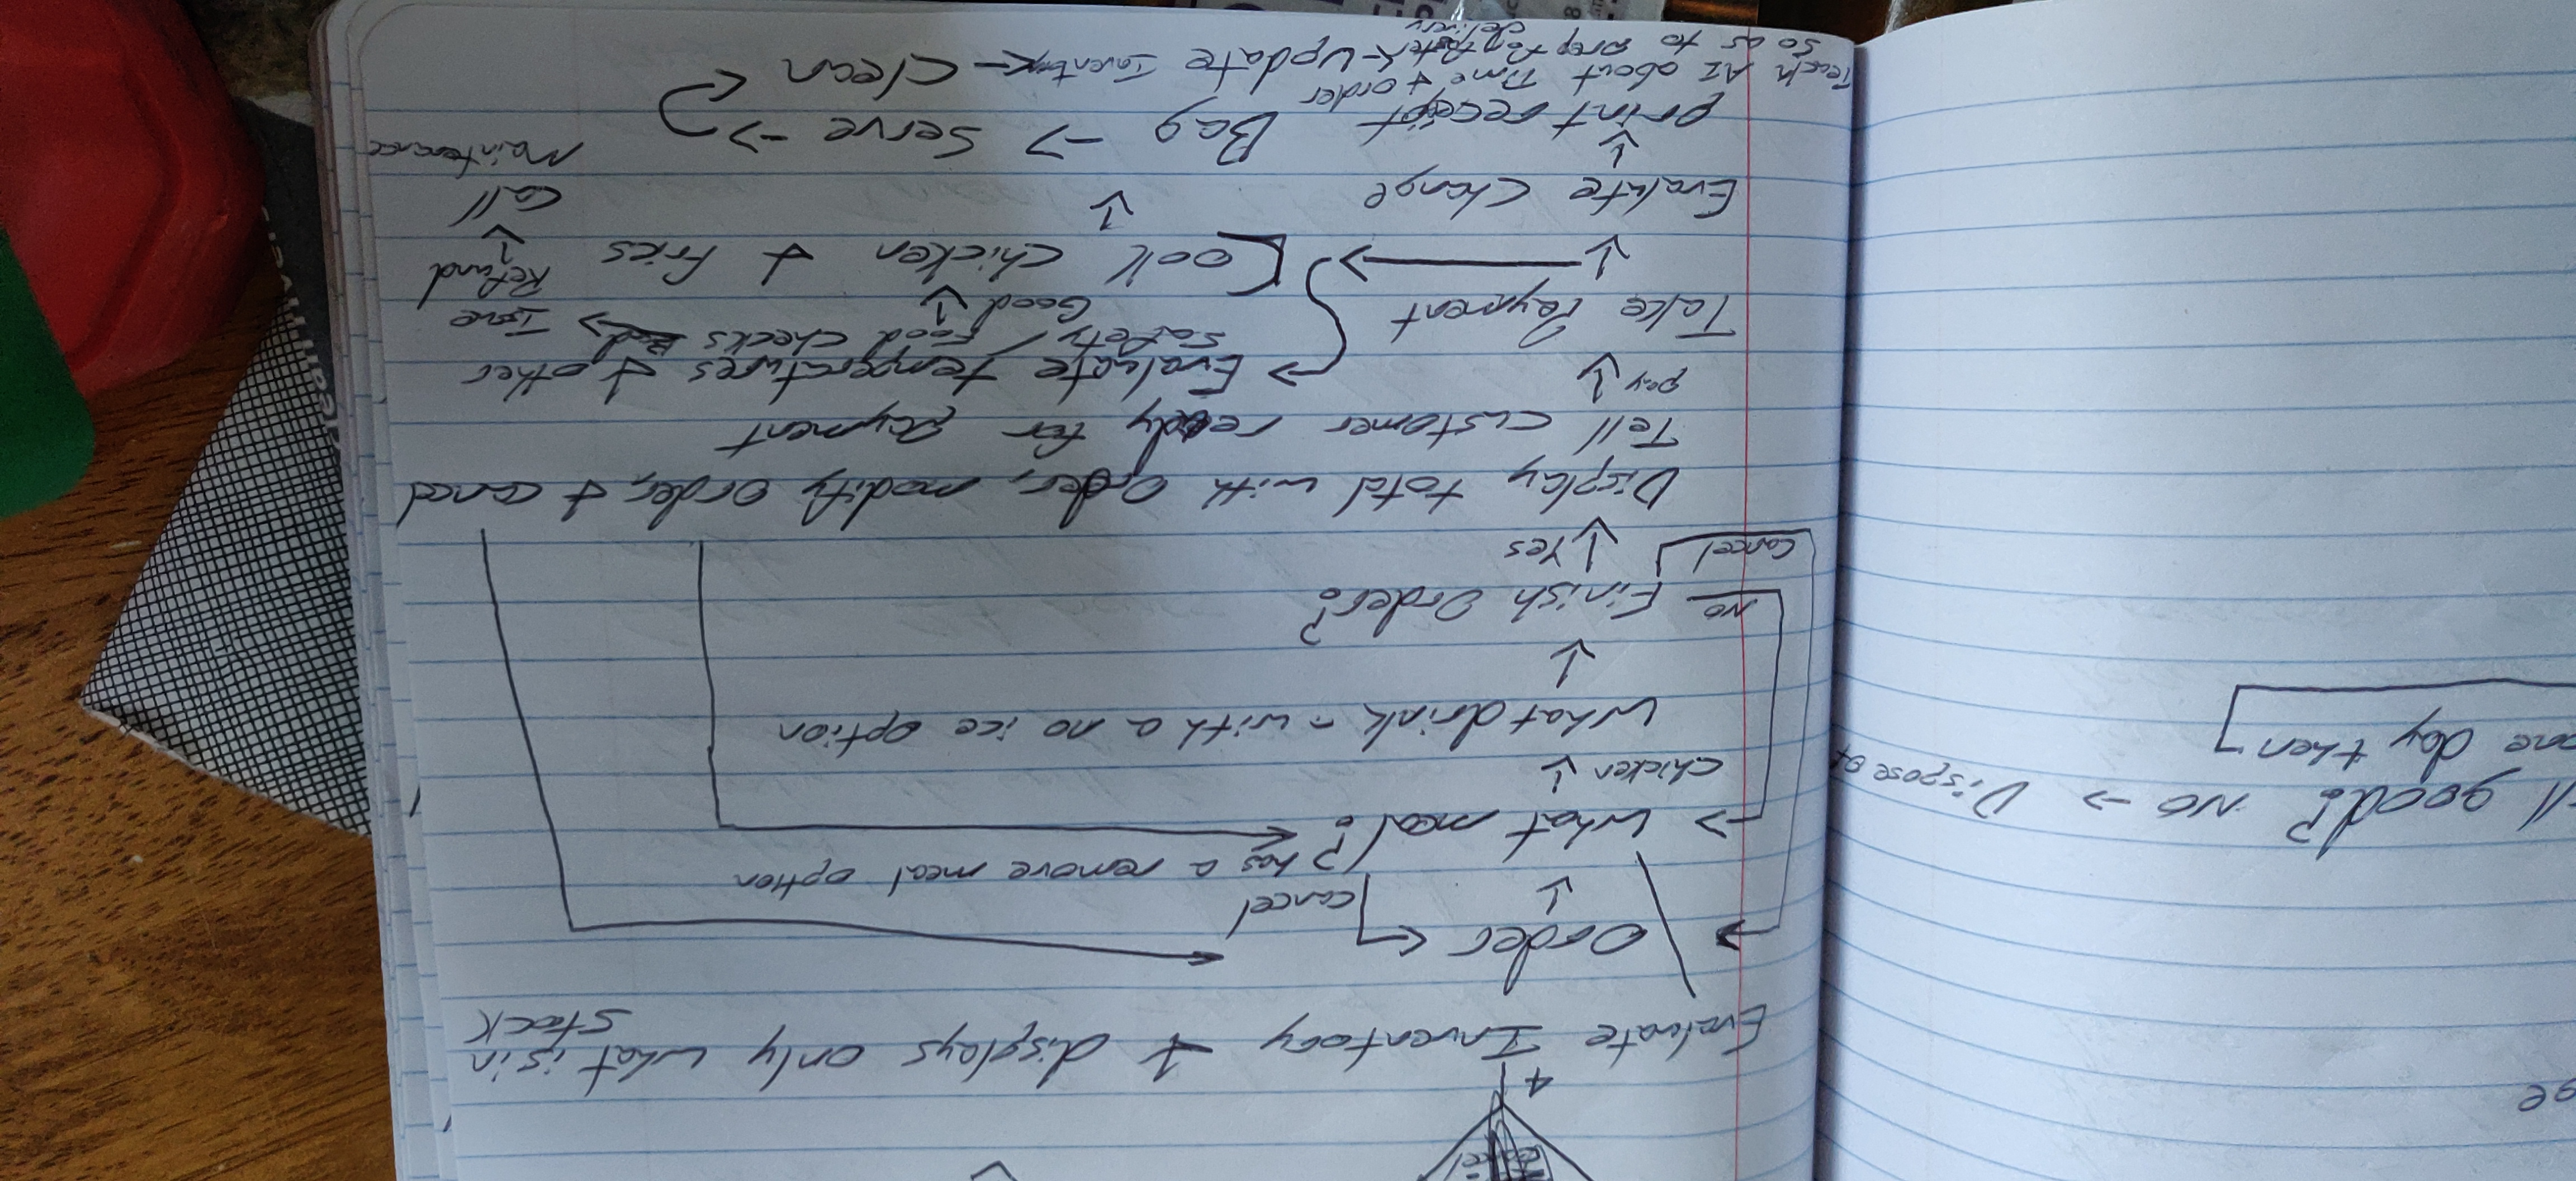 ge
ll good? NO -> Dispose of
one day then
cancel
4
Evaluate Inventory & displays only what is in
stock
Order
cancel
What meal? has a remove meal option
chicken
What drink - with a no ice option
NO Finish Order?
cancel
Yes
Display total with order, modify order, & cancel
Tell customer ready for payment
pay
Evaluate temperatures & other
safety / Food checks Bad
Issue
Refund
Call
Maintenance
Good
Take Payment
Cook chicken & fries
Evalute Change
print receipt
Bag -> Serve ->
Clean
Update Inventory
Teach AI about Time & order
so as to prep for faster
delivery